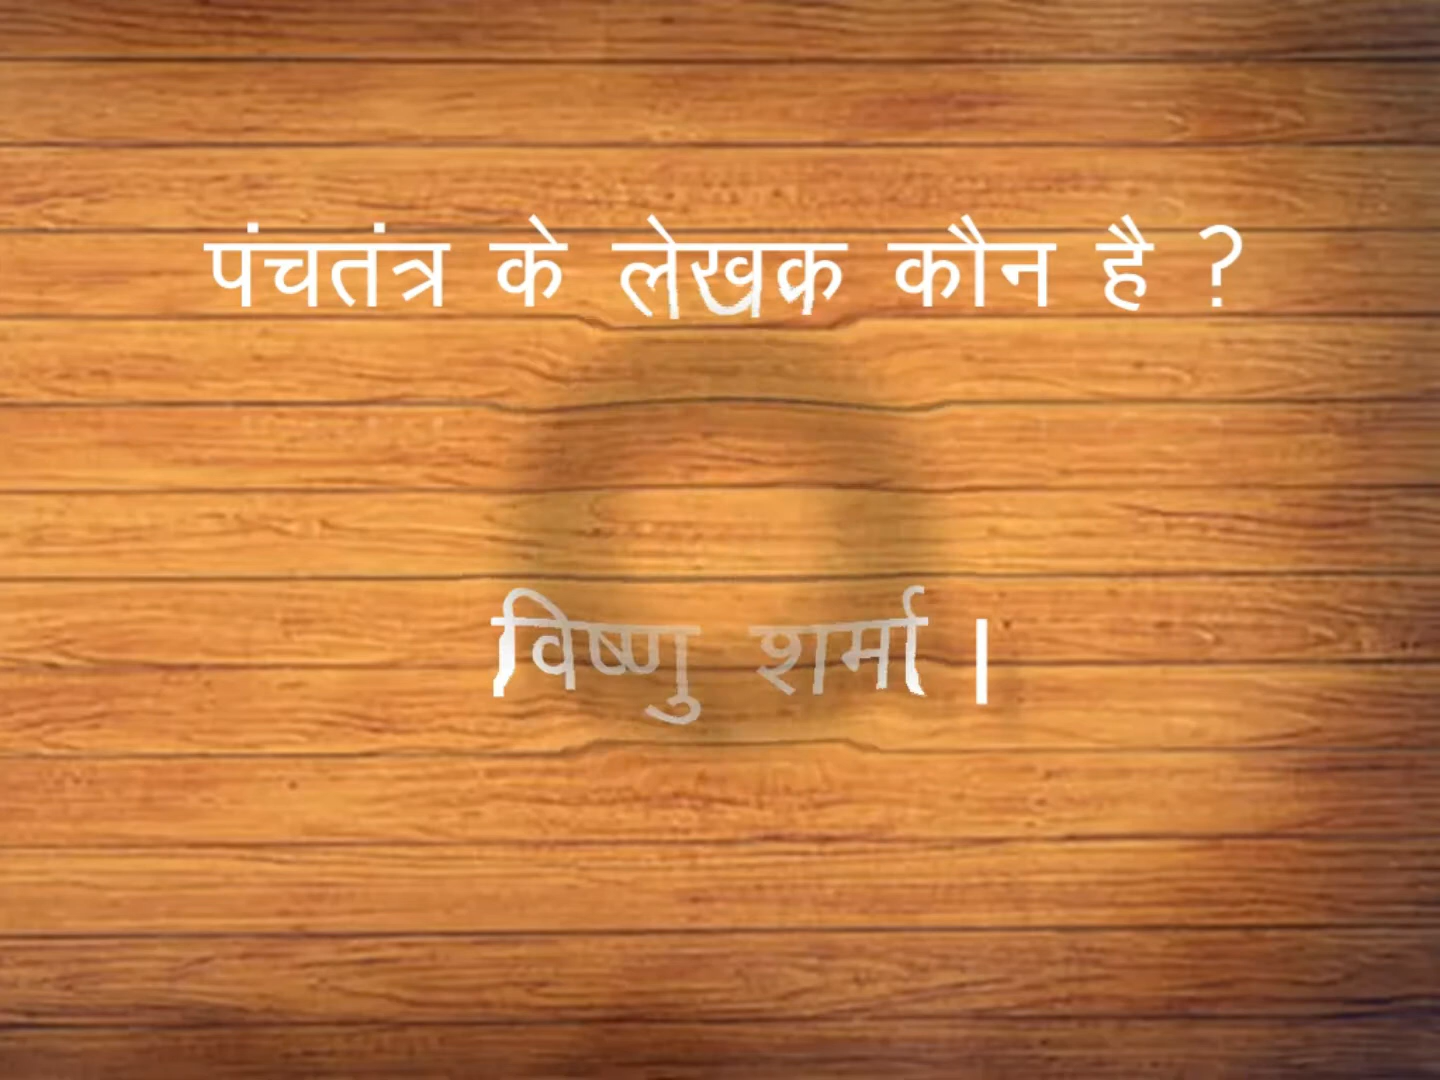 पंचतंत्र के लेखक कौन है ?
विष्णु शर्मा |